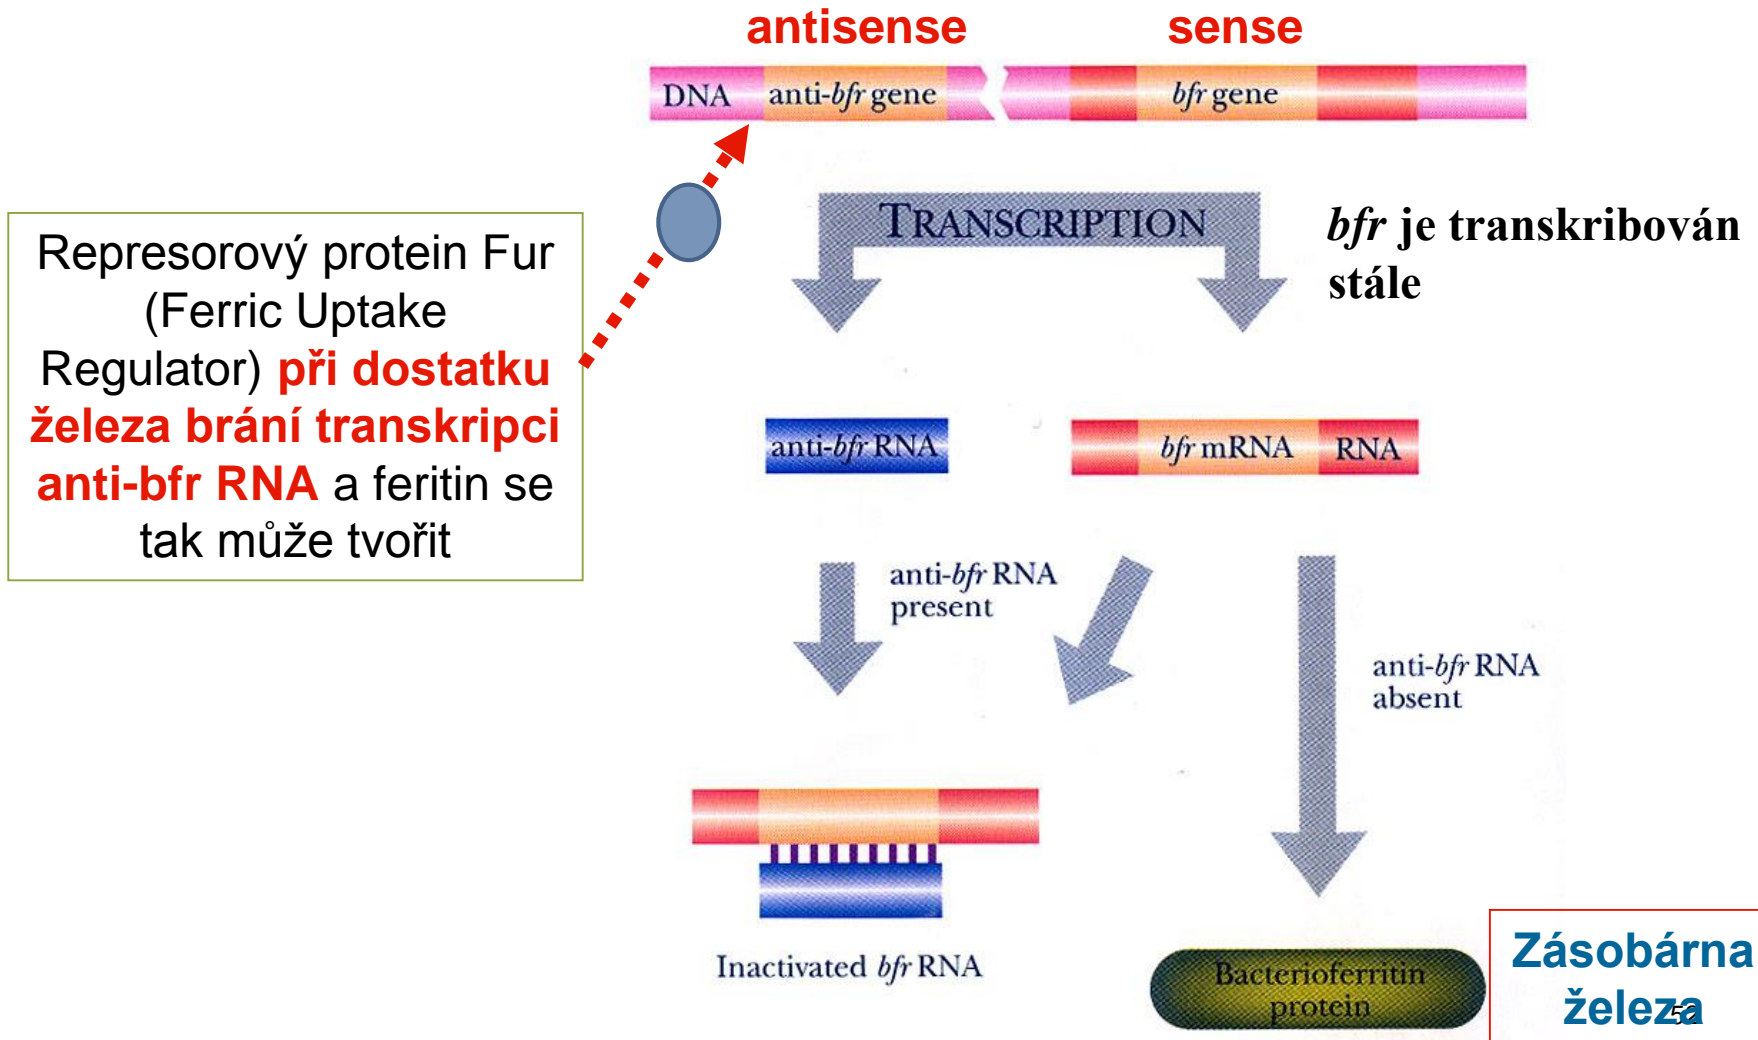 antisense
sense
DNA
anti-bfr gene
bfr gene
TRANSCRIPTION
bfr je transkribován
stále
Represorový protein Fur
(Ferric Uptake
Regulator) při dostatku
železa brání transkripci
anti-bfr RNA a feritin se
tak může tvořit
anti-bfr RNA
bfr mRNA
RNA
anti-bfr RNA
present
anti-bfr RNA
absent
Inactivated bfr RNA
Bacterioferritin
protein
Zásobárna
železa
52